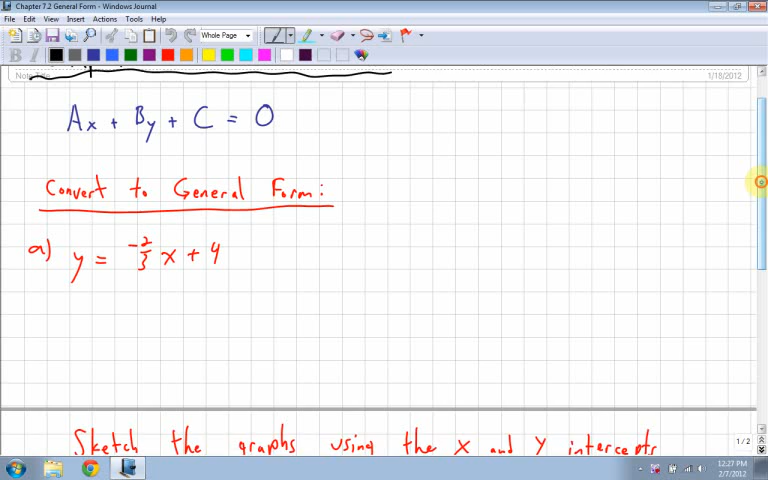 Chapter 7.2 General Form - Windows Journal
File Edit View Insert Actions Tools Help
Whole Page
B I
Note Title
1/18/2012
Ax + By + C = 0
Convert to General Form:
a) y = -2/3 x + 4
Sketch the graphs using the x and y intercepts
1 / 2
12:27 PM
2/7/2012